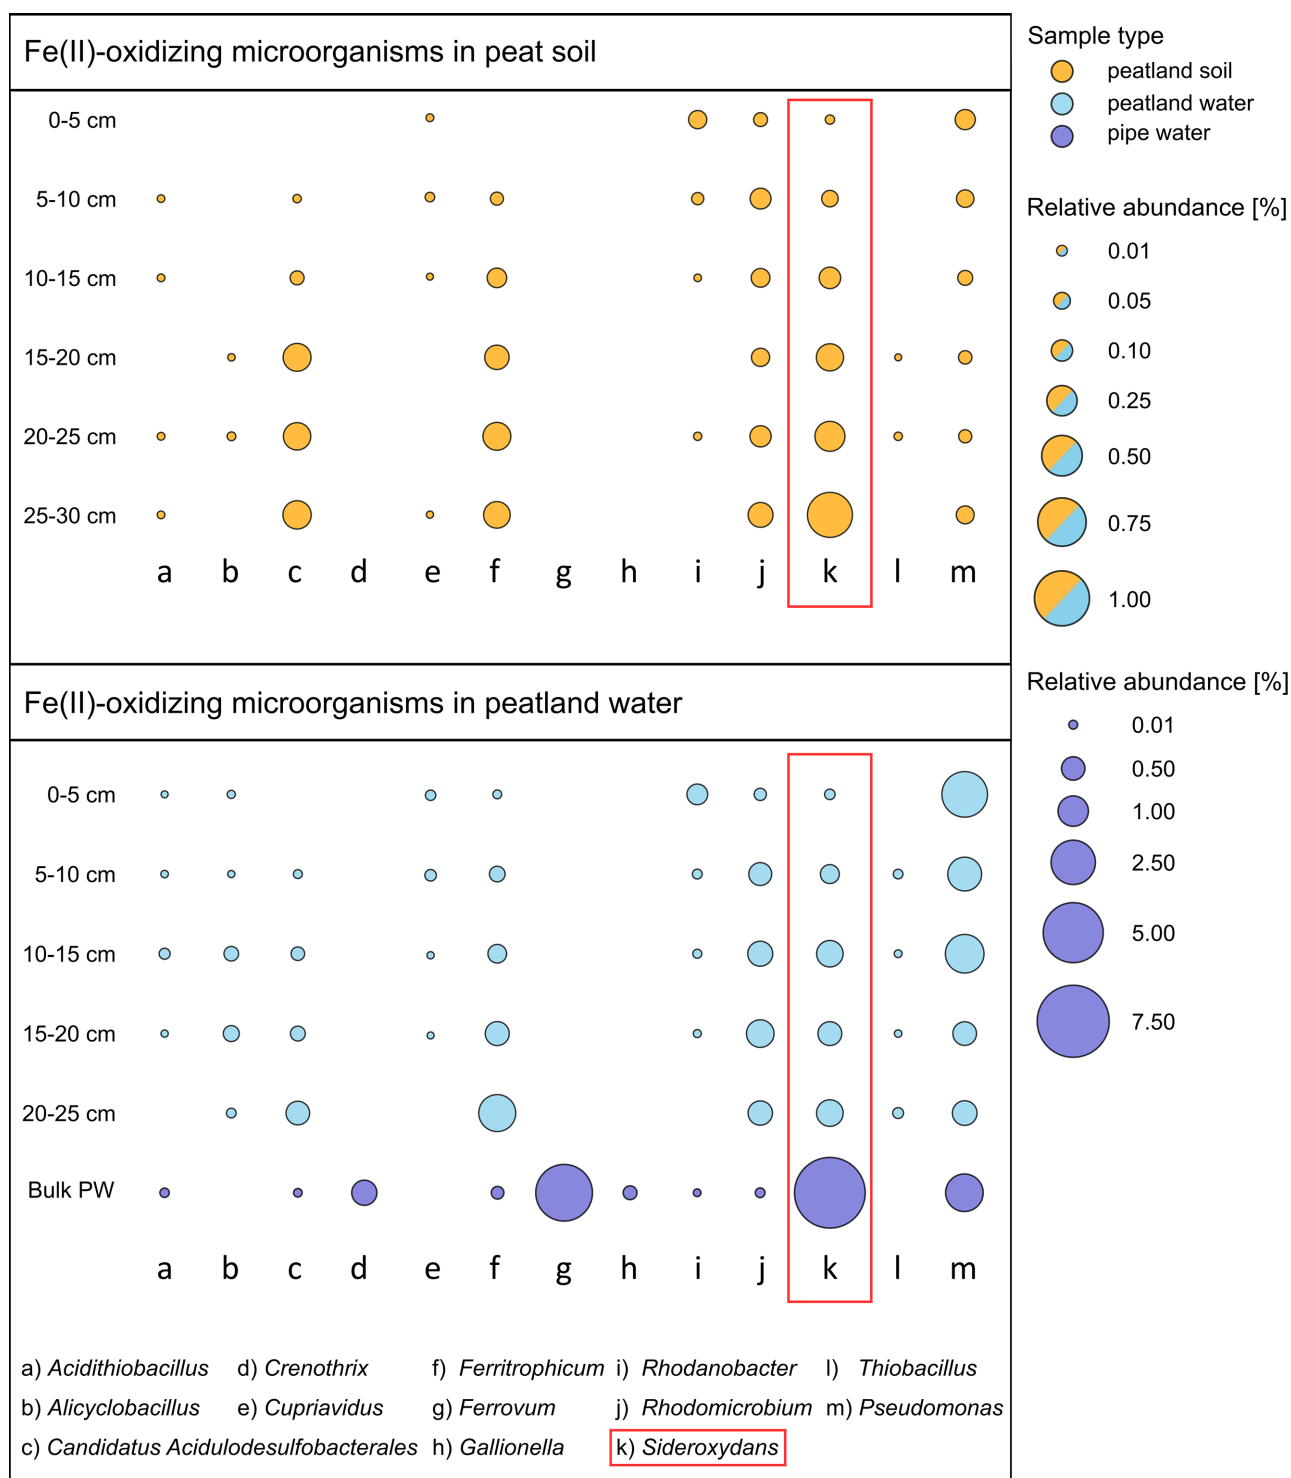 Fe(II)-oxidizing microorganisms in peat soil
0-5 cm
5-10 cm
10-15 cm
15-20 cm
20-25 cm
25-30 cm
a b c d e f g h i j k l m
Fe(II)-oxidizing microorganisms in peatland water
0-5 cm
5-10 cm
10-15 cm
15-20 cm
20-25 cm
Bulk PW
a b c d e f g h i j k l m
a) Acidithiobacillus d) Crenothrix f) Ferritrophicum i) Rhodanobacter l) Thiobacillus
b) Alicyclobacillus e) Cupriavidus g) Ferrovum j) Rhodomicrobium m) Pseudomonas
c) Candidatus Acidulodesulfobacterales h) Gallionella k) Sideroxydans
Sample type
peatland soil
peatland water
pipe water
Relative abundance [%]
0.01
0.05
0.10
0.25
0.50
0.75
1.00
Relative abundance [%]
0.01
0.50
1.00
2.50
5.00
7.50